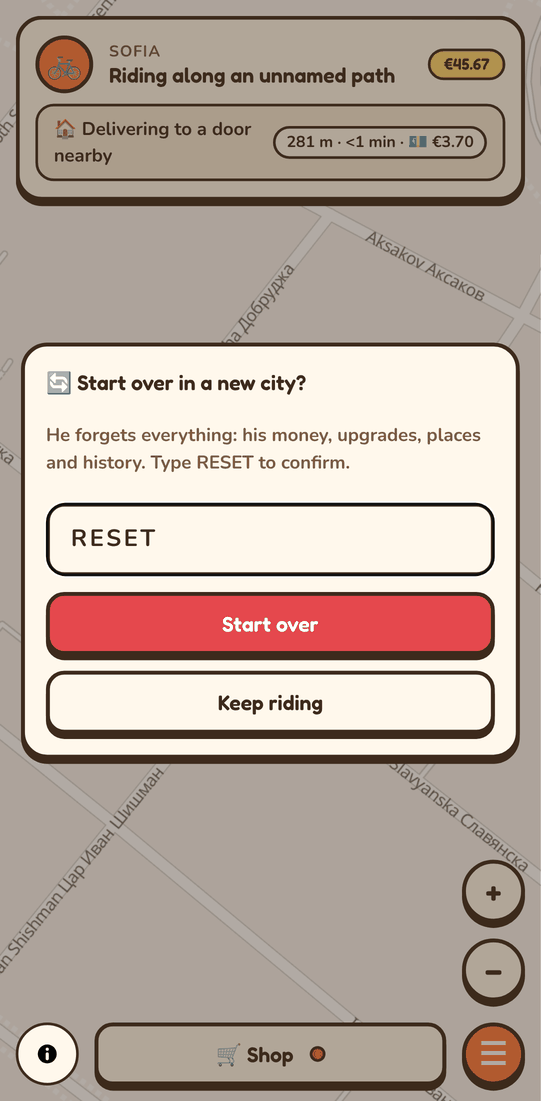 SOFIA
Riding along an unnamed path
€45.67
Delivering to a door
nearby
281 m · <1 min · 💶 €3.70
Aksakov Аксаков
Добруджа
Start over in a new city?
He forgets everything: his money, upgrades, places
and history. Type RESET to confirm.
RESET
Start over
Keep riding
Shishman Цар Иван Шишман
Slavyanska Славянска
+
−
Shop